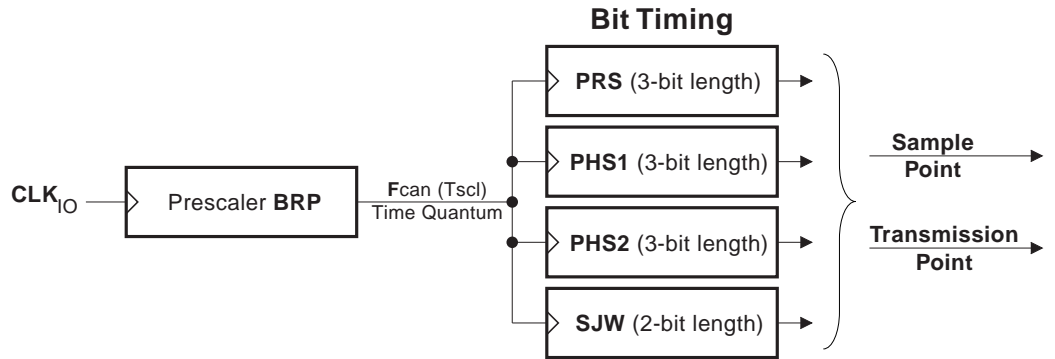 Bit Timing
PRS (3-bit length)
PHS1 (3-bit length)
PHS2 (3-bit length)
SJW (2-bit length)
CLKIO
Prescaler BRP
Fcan (Tscl)
Time Quantum
Sample
Point
Transmission
Point